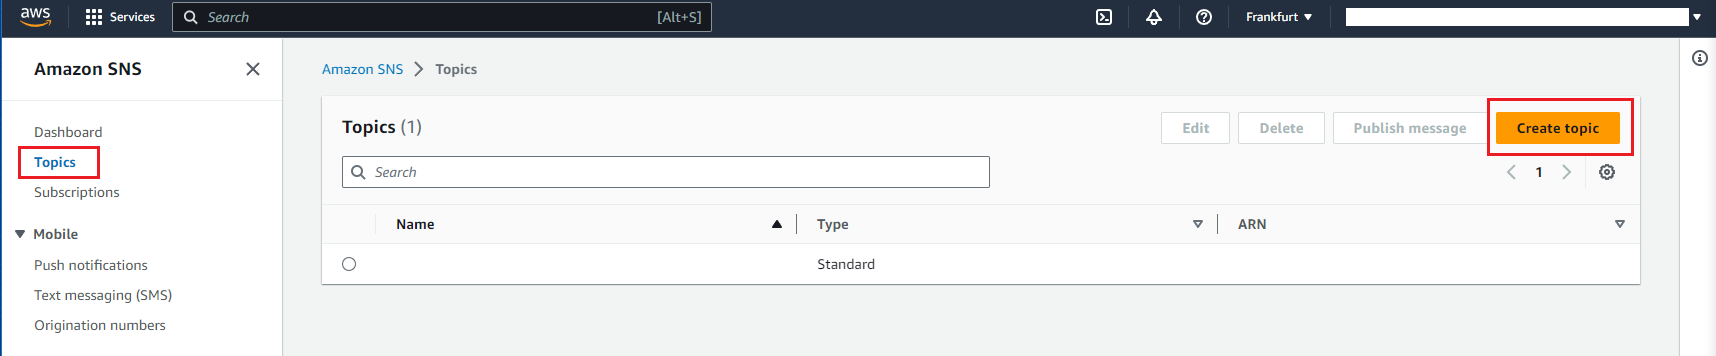 aws Services Search [Alt+S] Frankfurt
Amazon SNS
Dashboard
Topics
Subscriptions
Mobile
Push notifications
Text messaging (SMS)
Origination numbers
Amazon SNS Topics
Topics (1) Edit Delete Publish message Create topic
Search 1
Name Type ARN
Standard